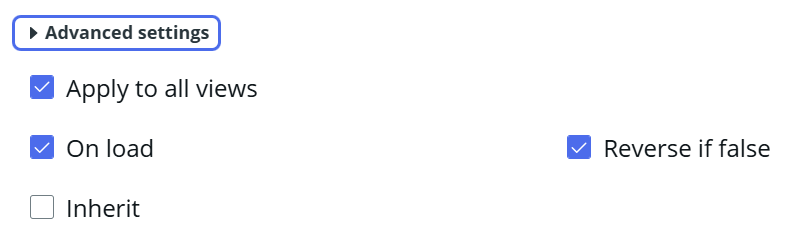 Advanced settings
Apply to all views
On load Reverse if false
Inherit